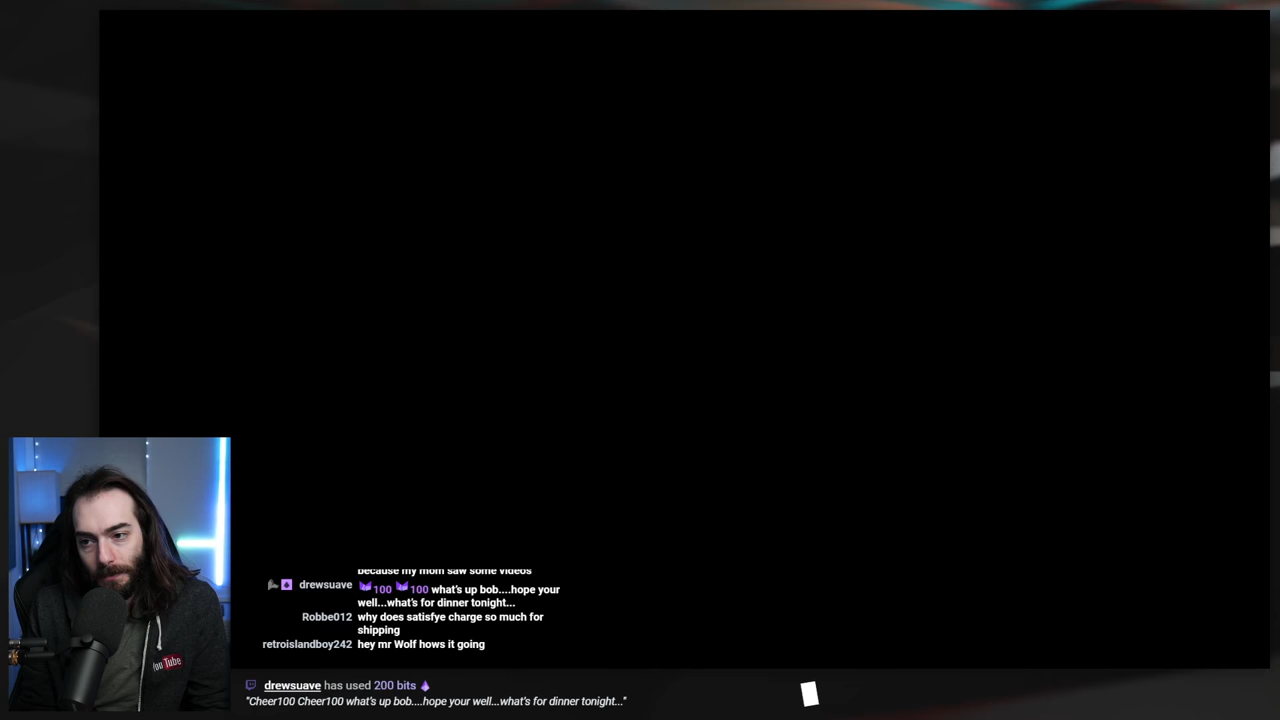 because my mom saw some videos
drewsuave 100 100 what's up bob....hope your
well...what's for dinner tonight...
Robbe012 why does satisfye charge so much for
shipping
retroislandboy242 hey mr Wolf hows it going
You Tube
drewsuave has used 200 bits
"Cheer100 Cheer100 what's up bob....hope your well...what's for dinner tonight..."